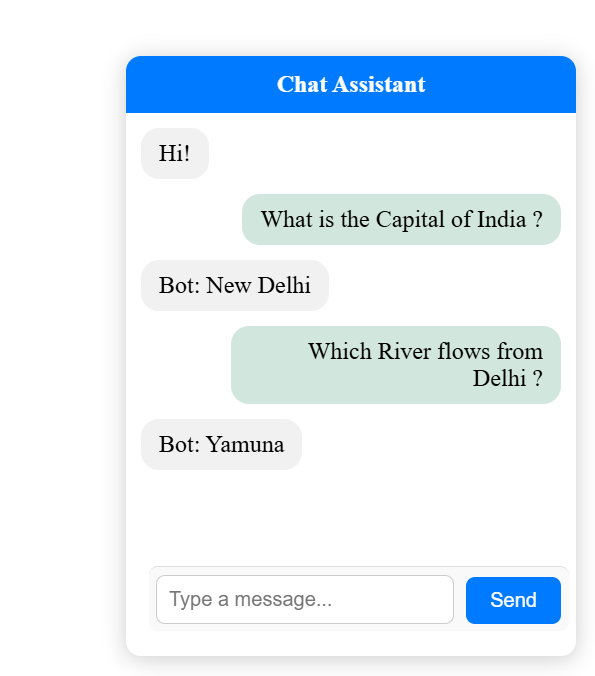 Chat Assistant
Hi!
What is the Capital of India ?
Bot: New Delhi
Which River flows from
Delhi ?
Bot: Yamuna
Type a message...
Send